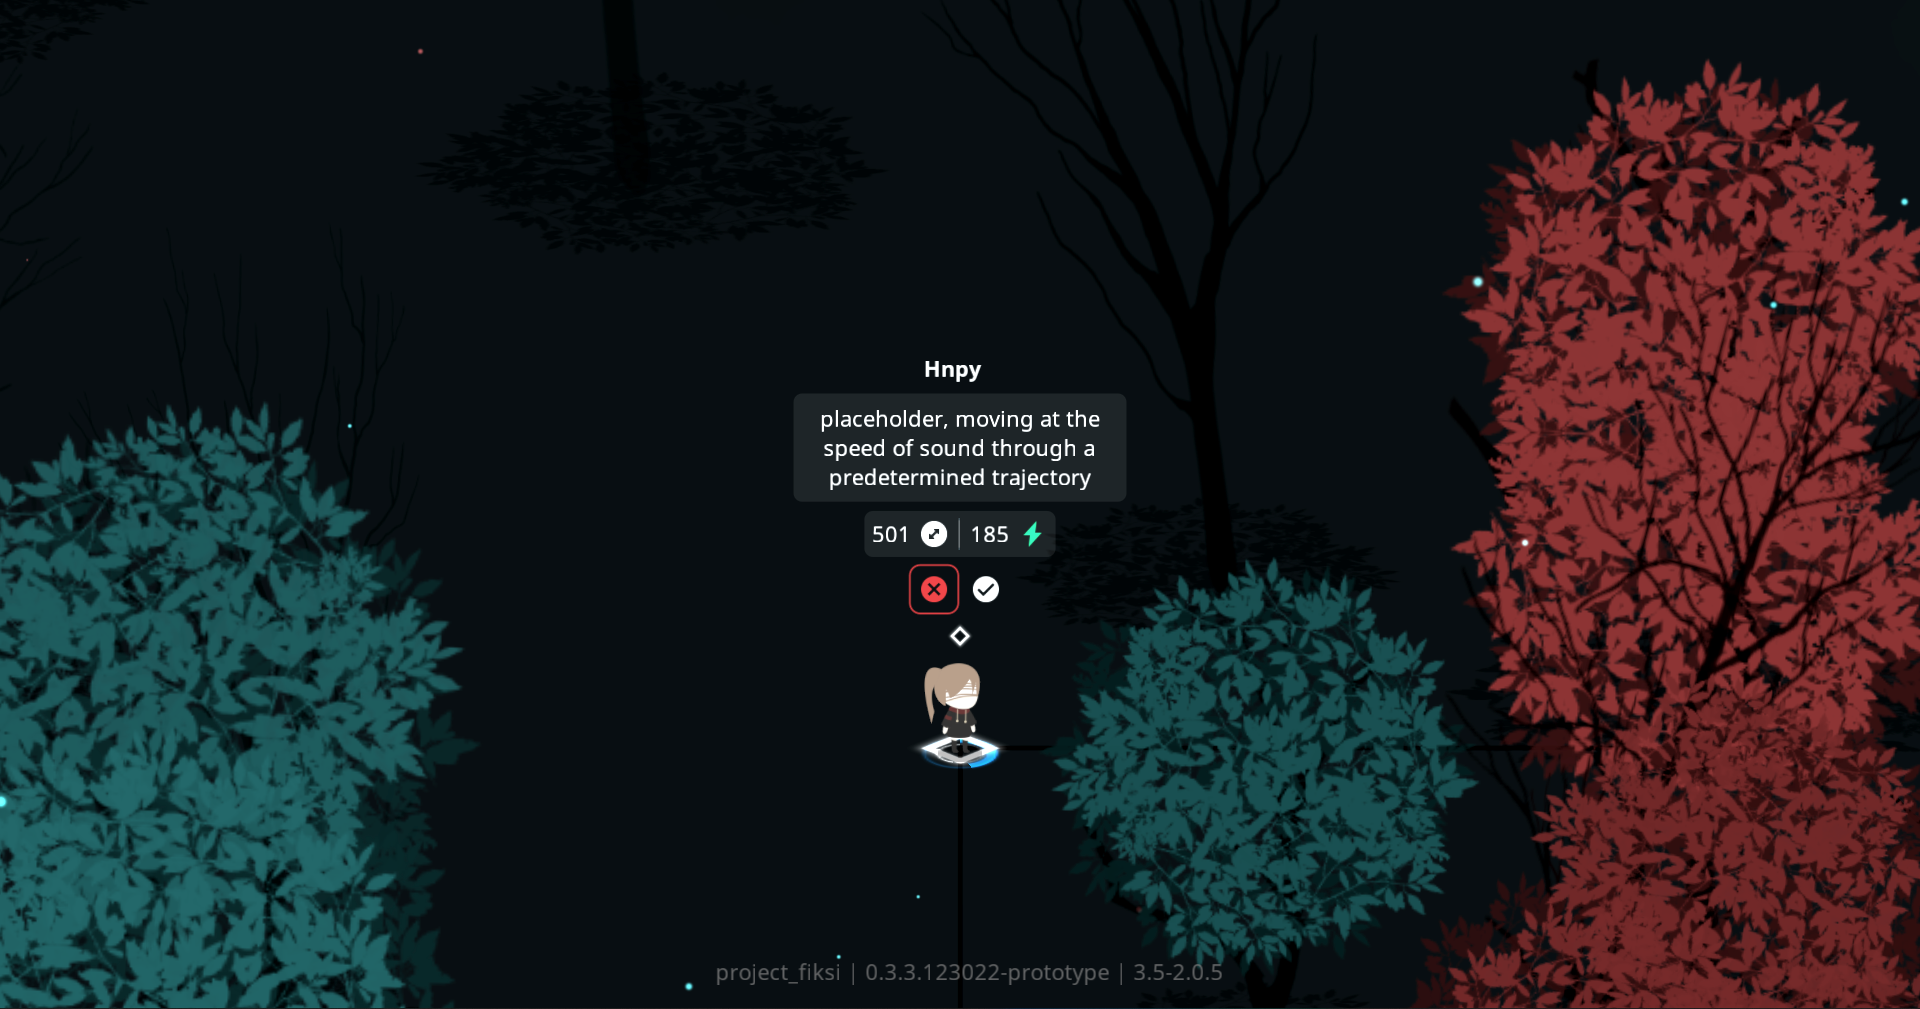 Hnpy
placeholder, moving at the
speed of sound through a
predetermined trajectory
501 | 185
project_fiksi | 0.3.3.123022-prototype | 3.5-2.0.5